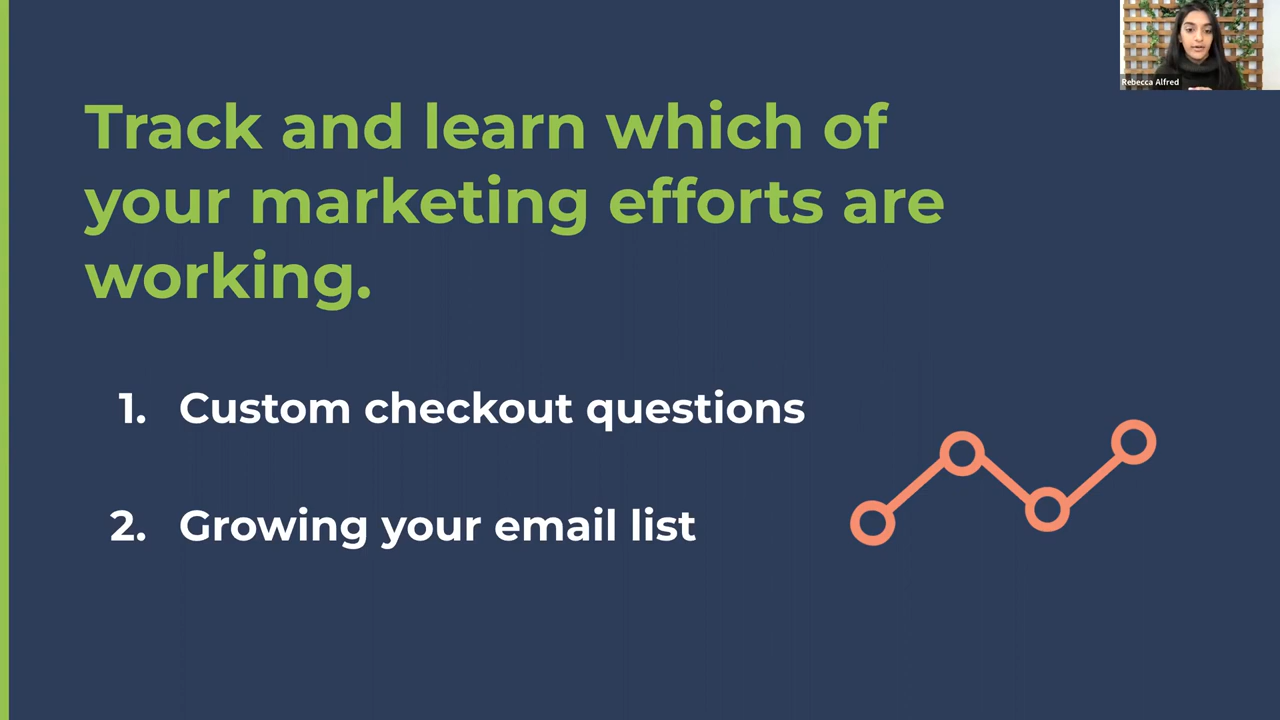 Rebecca Alfred
Track and learn which of
your marketing efforts are
working.
1. Custom checkout questions
2. Growing your email list